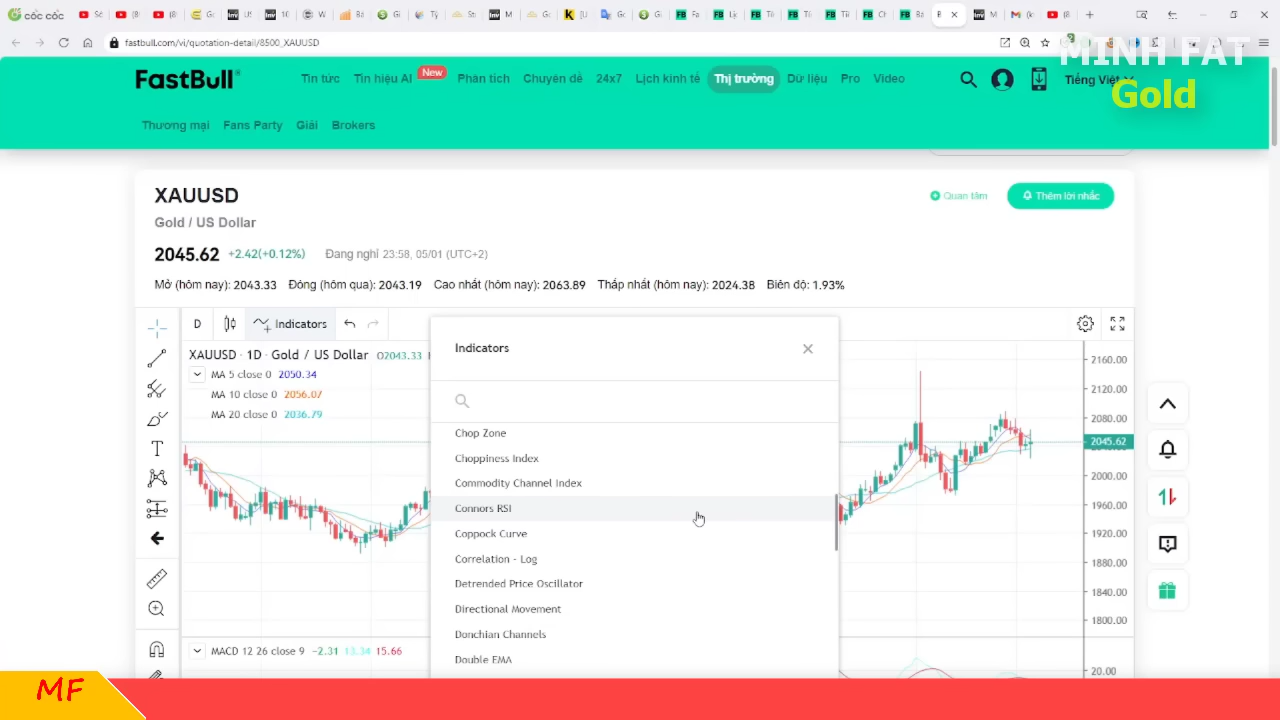 cốc cốc
fastbull.com/vi/quotation-detail/8500_XAUUSD
MINH FAT
Gold
FastBull
Tin tức Tín hiệu AI New Phân tích Chuyên đề 24x7 Lịch kinh tế Thị trường Dữ liệu Pro Video Tiếng Việt
Thương mại Fans Party Giải Brokers
XAUUSD
Quan tâm
Thêm lời nhắc
Gold / US Dollar
2045.62 +2.42(+0.12%) Đang nghỉ 23:58, 05/01 (UTC+2)
Mở (hôm nay): 2043.33 Đóng (hôm qua): 2043.19 Cao nhất (hôm nay): 2063.89 Thấp nhất (hôm nay): 2024.38 Biên độ: 1.93%
D Indicators
XAUUSD · 1D · Gold / US Dollar O2043.33
MA 5 close 0 2050.34
MA 10 close 0 2056.07
MA 20 close 0 2036.79
Indicators
Chop Zone
Choppiness Index
Commodity Channel Index
Connors RSI
Coppock Curve
Correlation - Log
Detrended Price Oscillator
Directional Movement
Donchian Channels
Double EMA
2160.00
2120.00
2080.00
2045.62
2000.00
1960.00
1920.00
1880.00
1840.00
1800.00
MACD 12 26 close 9 −2.31 13.34 15.66
20.00
MF